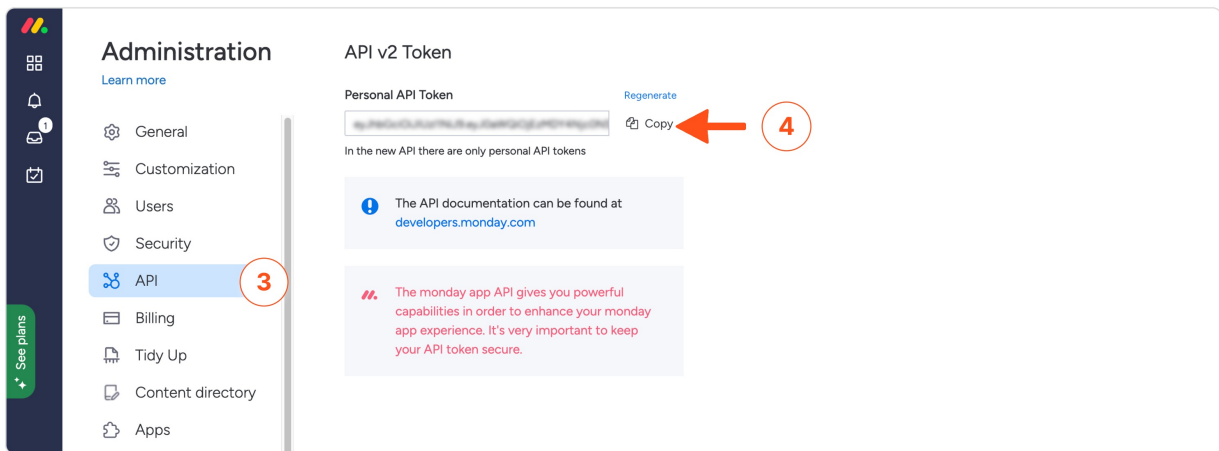 Administration
Learn more
General
Customization
Users
Security
API
3
Billing
Tidy Up
Content directory
Apps
1
See plans
API v2 Token
Personal API Token
Regenerate
Copy
4
In the new API there are only personal API tokens
The API documentation can be found at
developers.monday.com
The monday app API gives you powerful
capabilities in order to enhance your monday
app experience. It's very important to keep
your API token secure.